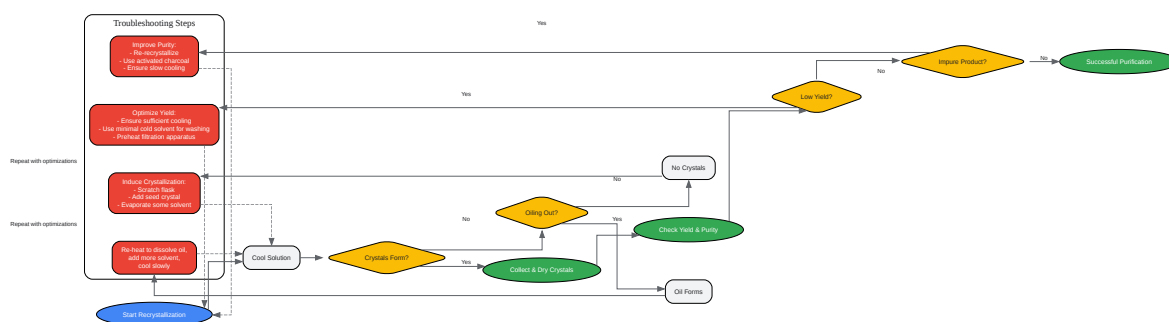 Troubleshooting Steps
Yes
Improve Purity:
- Re-recrystallize
- Use activated charcoal
- Ensure slow cooling
Impure Product?
No
Successful Purification
No
Yes
Low Yield?
Optimize Yield:
- Ensure sufficient cooling
- Use minimal cold solvent for washing
- Preheat filtration apparatus
Repeat with optimizations
No Crystals
No
Induce Crystallization:
- Scratch flask
- Add seed crystal
- Evaporate some solvent
Repeat with optimizations
No
Oiling Out?
Yes
Check Yield & Purity
Re-heat to dissolve oil,
add more solvent,
cool slowly
Cool Solution
Crystals Form?
Yes
Collect & Dry Crystals
Oil Forms
Start Recrystallization